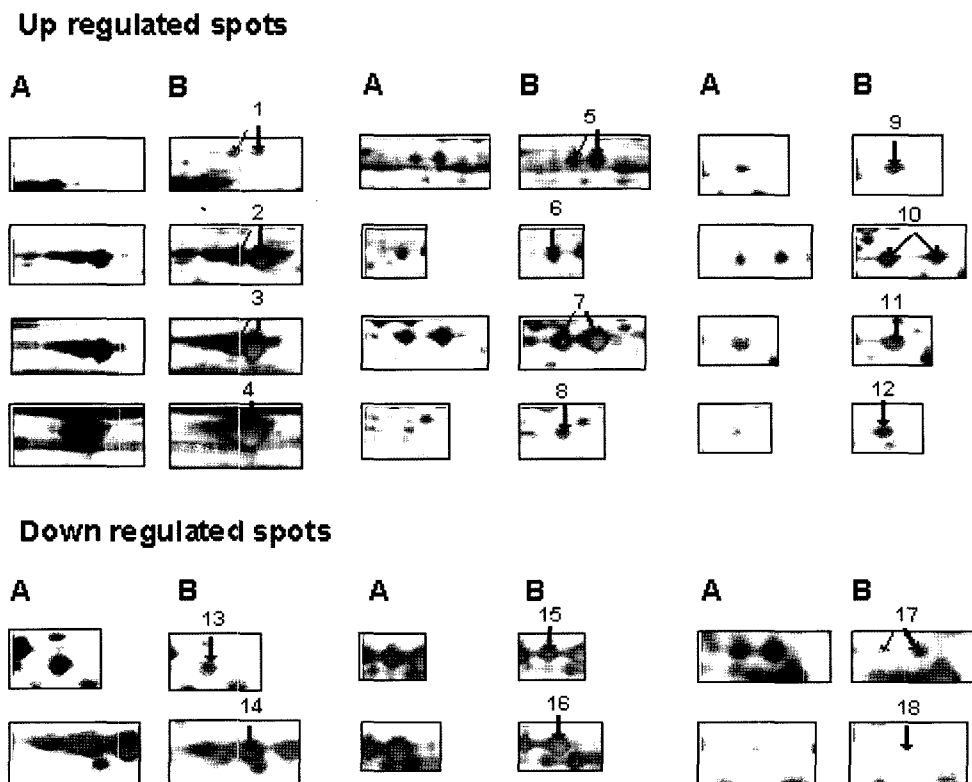 Up regulated spots
A B A B A B
1 5 9
2 6 10
3 7 11
4 8 12
Down regulated spots
A B A B A B
13 15 17
14 16 18